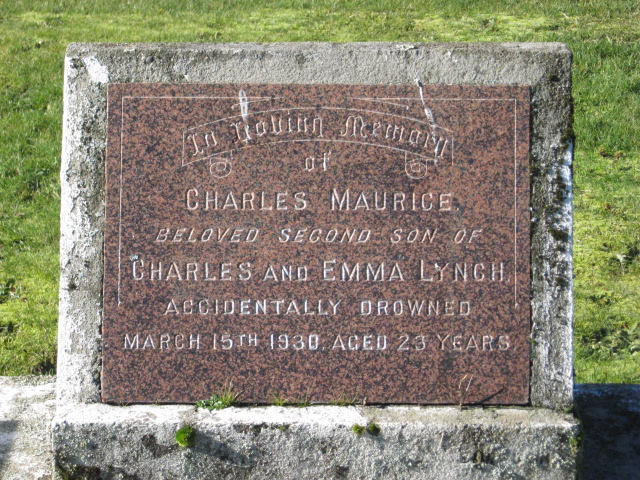 In Loving Memory
of
CHARLES MAURICE.
BELOVED SECOND SON OF
CHARLES AND EMMA LYNCH
ACCIDENTALLY DROWNED
MARCH 15TH 1930. AGED 23 YEARS